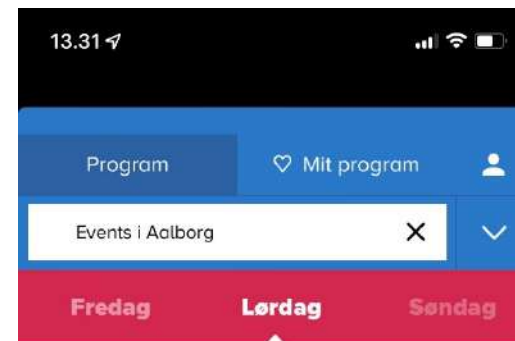 13.31
Program Mit program
Events i Aalborg
Fredag Lørdag Søndag